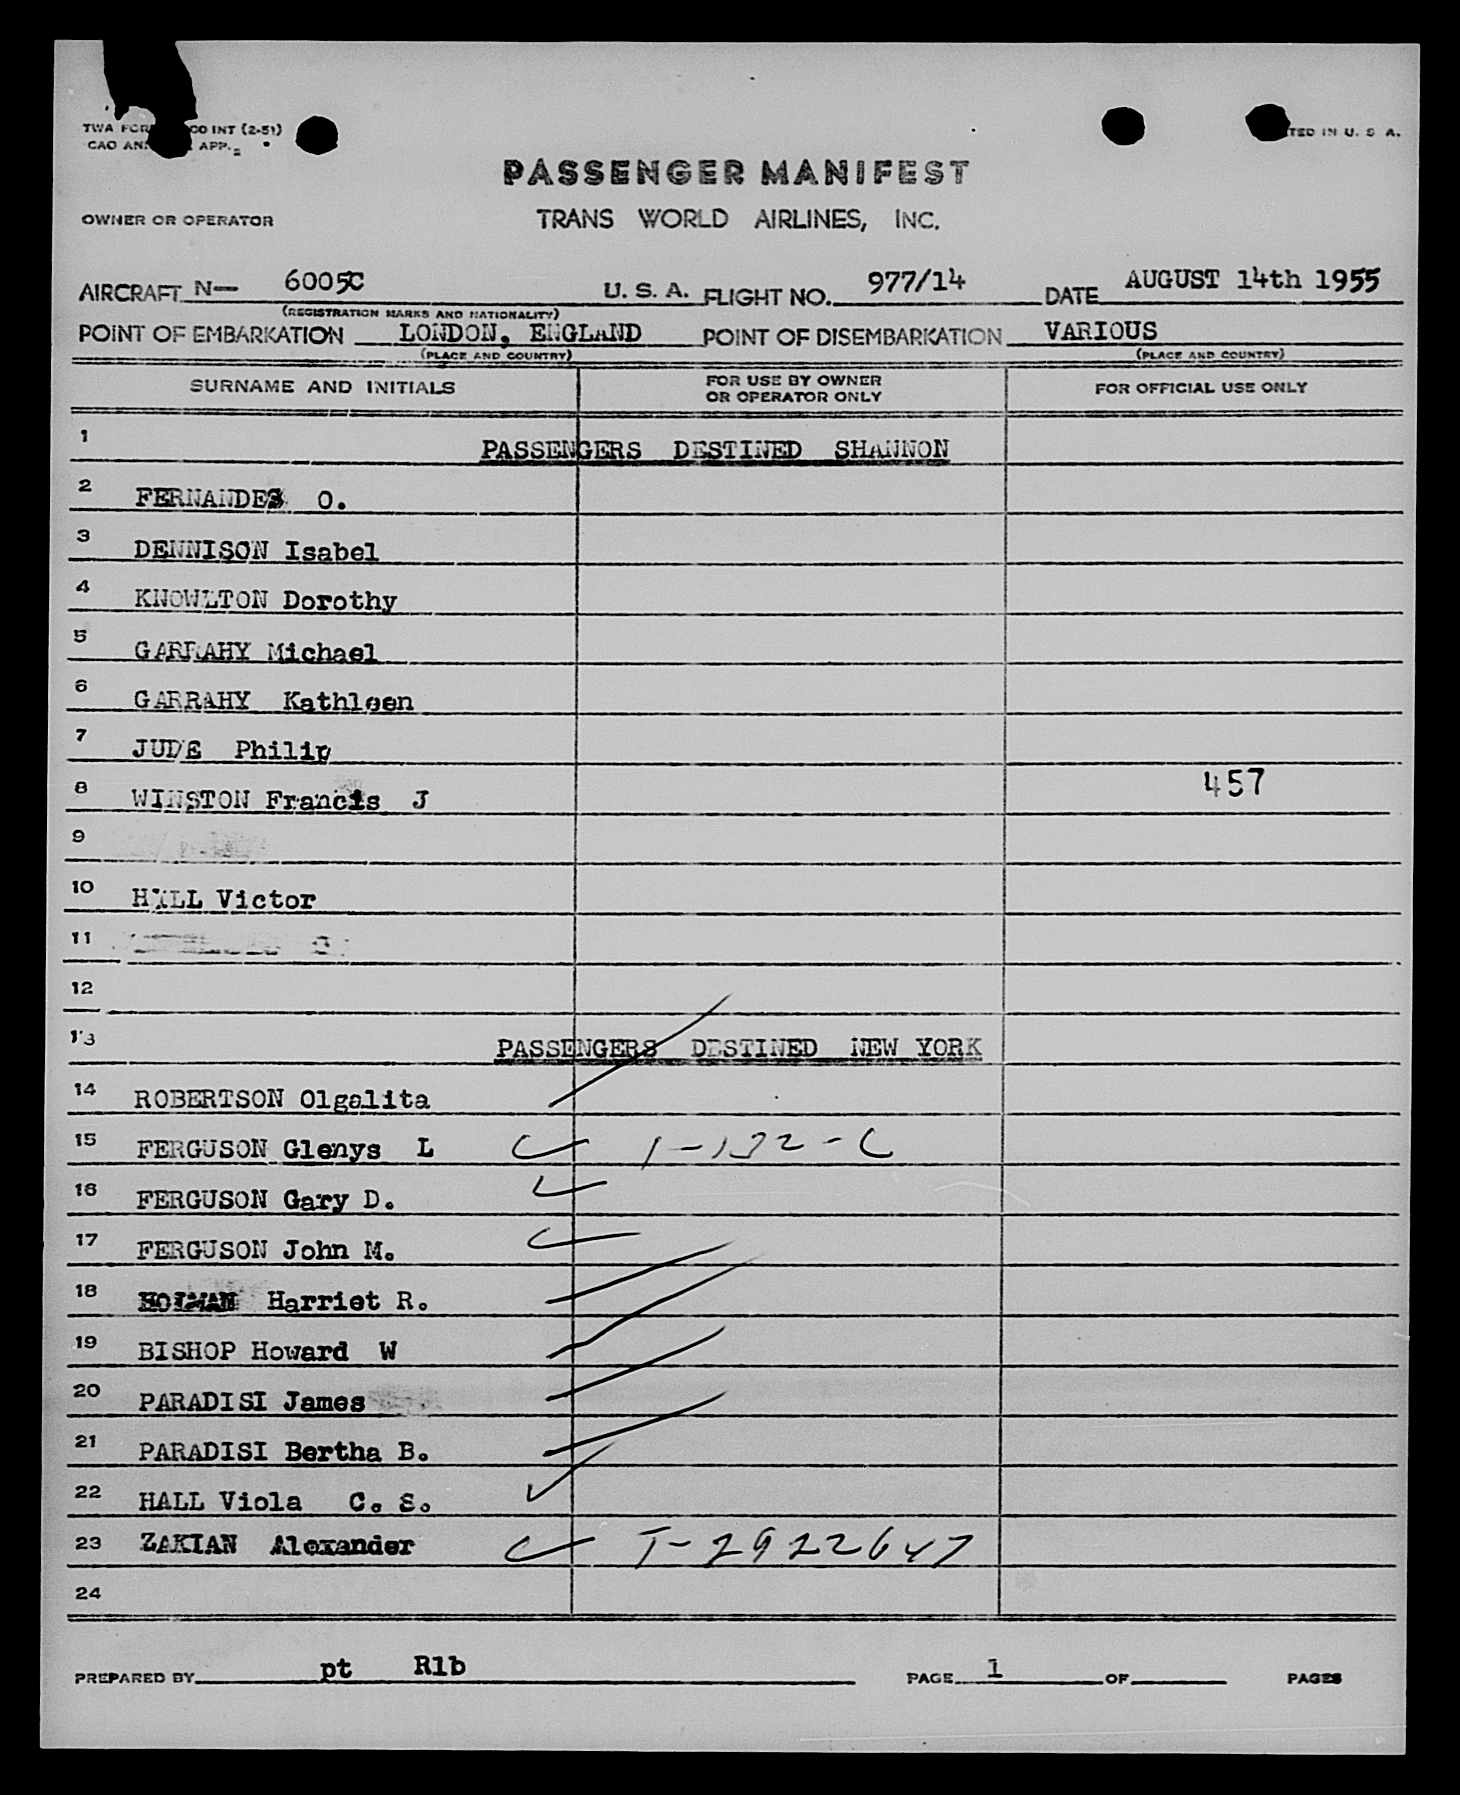 TWA FOR CO INT (2-51)
CAO AN APP. 2
TED IN U. S A.
PASSENGER MANIFEST
OWNER OR OPERATOR
TRANS WORLD AIRLINES, INC.
AIRCRAFT N— 6005C U. S. A. FLIGHT NO. 977/14 DATE AUGUST 14th 1955
(REGISTRATION MARKS AND NATIONALITY)
POINT OF EMBARKATION LONDON, ENGLAND POINT OF DISEMBARKATION VARIOUS
(PLACE AND COUNTRY) (PLACE AND COUNTRY)
SURNAME AND INITIALS FOR USE BY OWNER OR OPERATOR ONLY FOR OFFICIAL USE ONLY
1 PASSENGERS DESTINED SHANNON
2 FERNANDES O.
3 DENNISON Isabel
4 KNOWLTON Dorothy
5 GARRAHY Michael
6 GARRAHY Kathleen
7 JUDE Philip
8 WINSTON Francis J 457
9
10 HILL Victor
11
12
13 PASSENGERS DESTINED NEW YORK
14 ROBERTSON Olgalita
15 FERGUSON Glenys L 1-132-C
16 FERGUSON Gary D.
17 FERGUSON John M.
18 HOLMAN Harriet R.
19 BISHOP Howard W
20 PARADISI James
21 PARADISI Bertha B.
22 HALL Viola C. S.
23 ZAKIAN Alexander T-2922647
24
PREPARED BY pt Rlb PAGE 1 OF PAGES